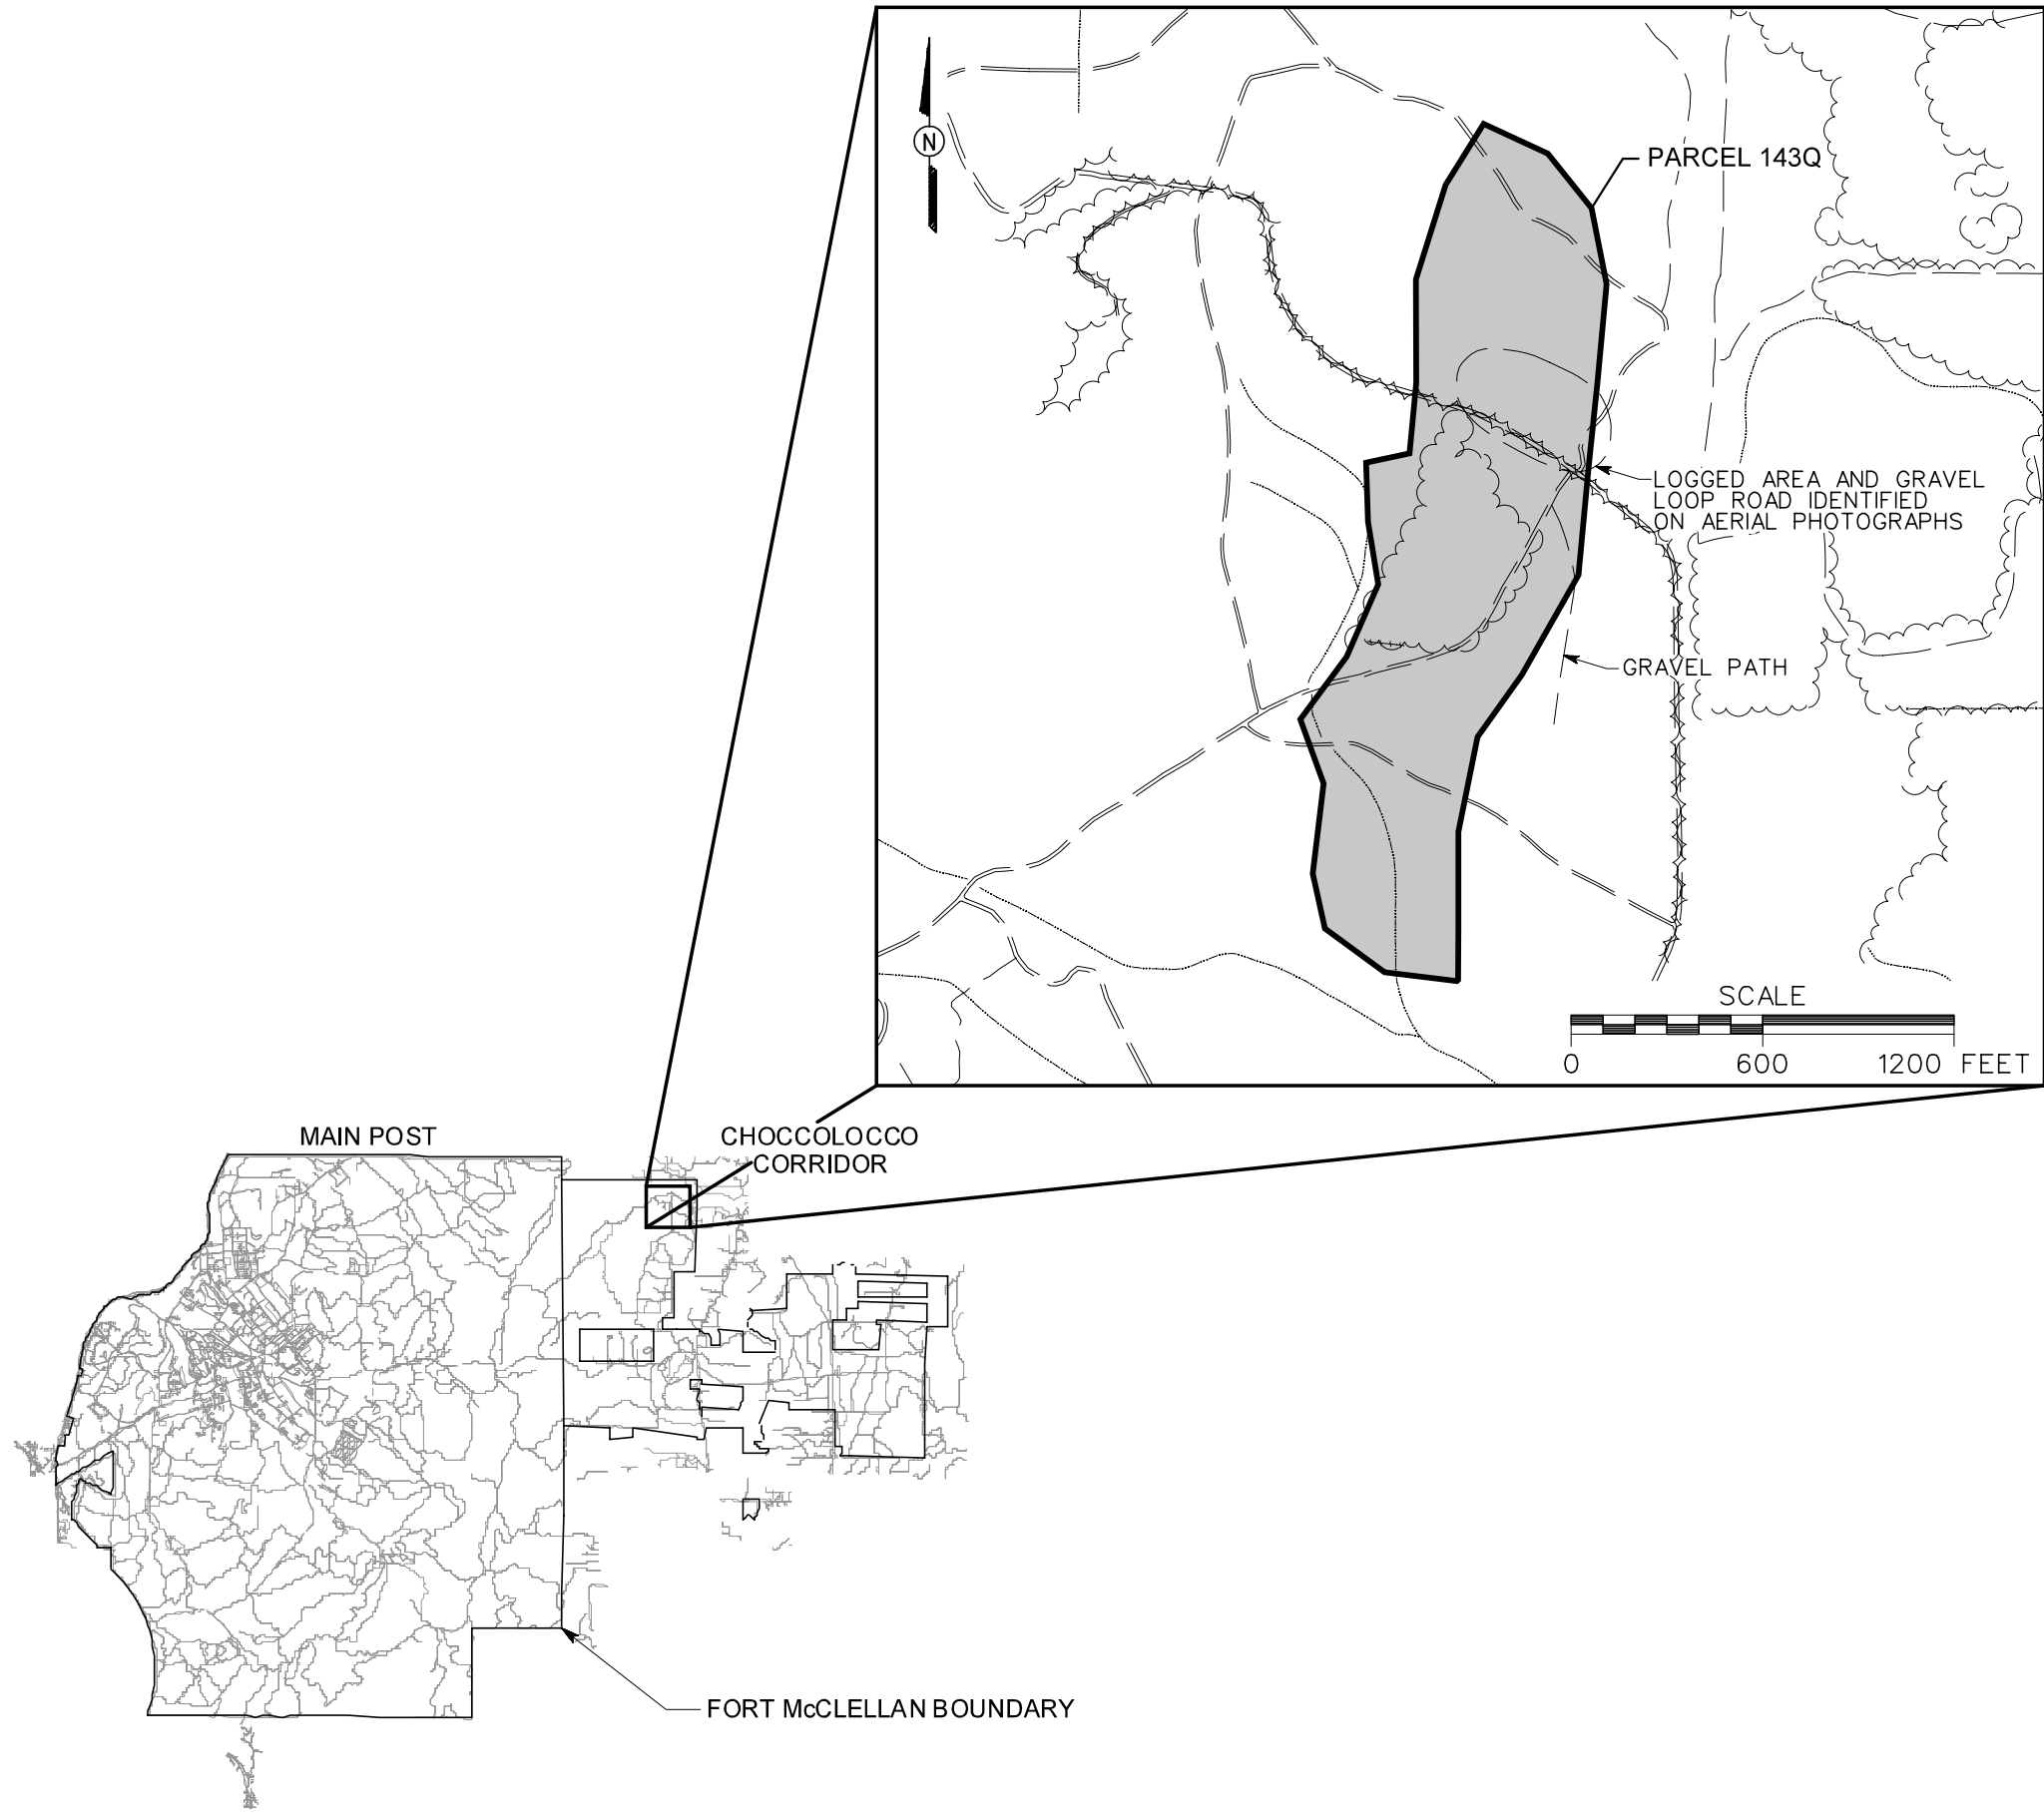 N
PARCEL 143Q
LOGGED AREA AND GRAVEL
LOOP ROAD IDENTIFIED
ON AERIAL PHOTOGRAPHS
GRAVEL PATH
SCALE
0 600 1200 FEET
MAIN POST
CHOCCOLOCCO
CORRIDOR
FORT McCLELLAN BOUNDARY